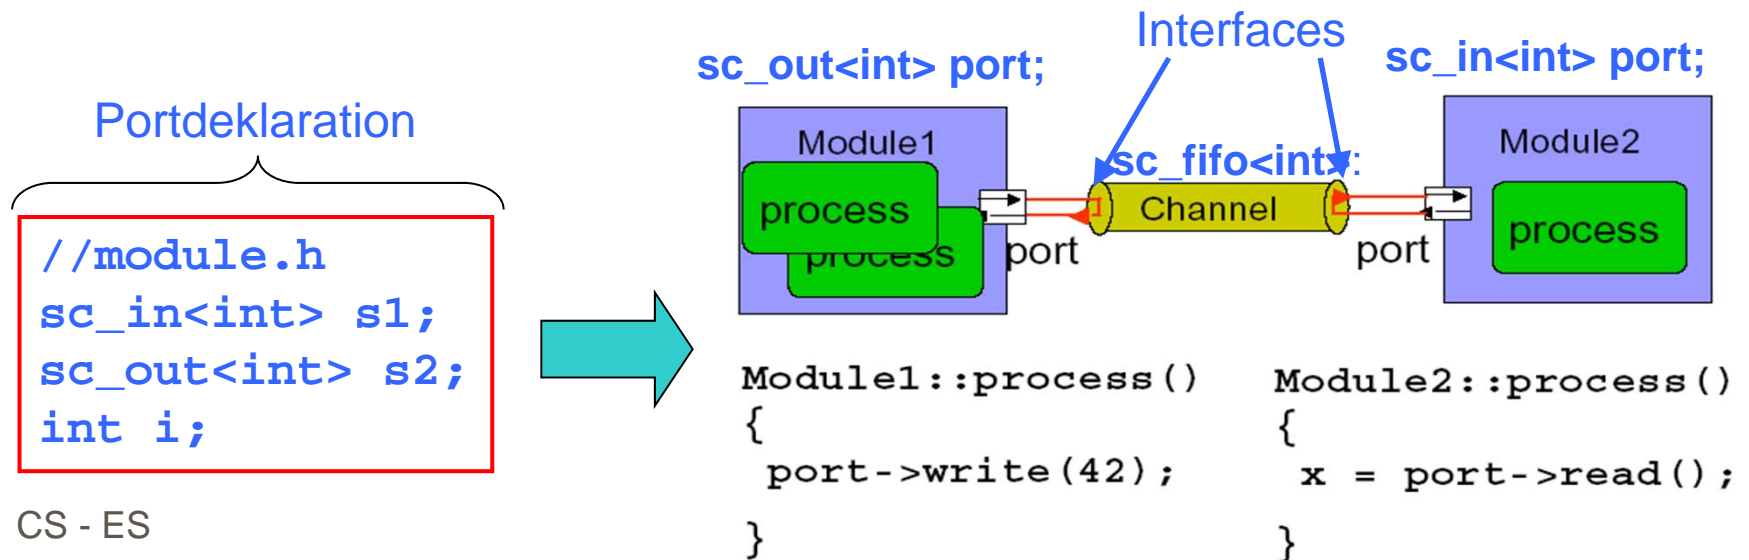 Portdeklaration
//module.h
sc_in<int> s1;
sc_out<int> s2;
int i;
CS - ES
Interfaces
sc_out<int> port;
sc_in<int> port;
Module1
process
process
port
sc_fifo<int>:
Channel
port
Module2
process
Module1::process()
{
port->write(42);
}
Module2::process()
{
x = port->read();
}